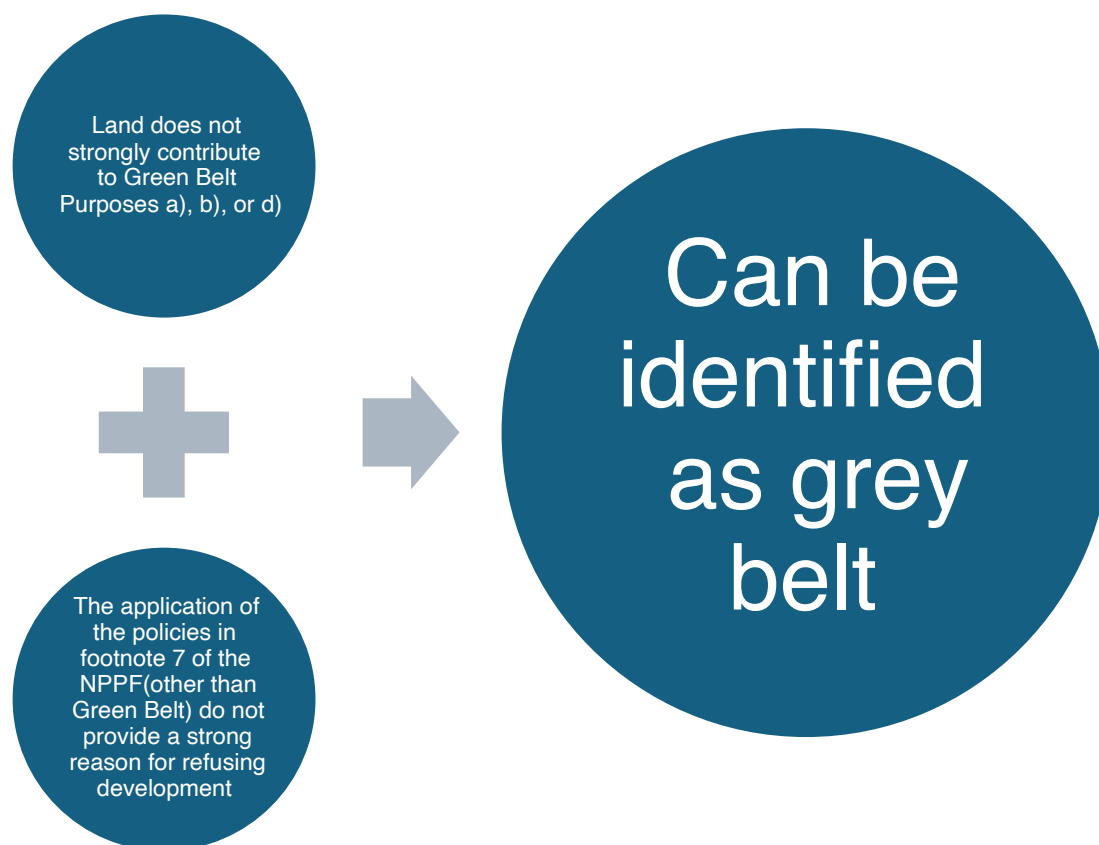 Land does not
strongly contribute
to Green Belt
Purposes a), b), or d)
The application of
the policies in
footnote 7 of the
NPPF(other than
Green Belt) do not
provide a strong
reason for refusing
development
Can be
identified
as grey
belt